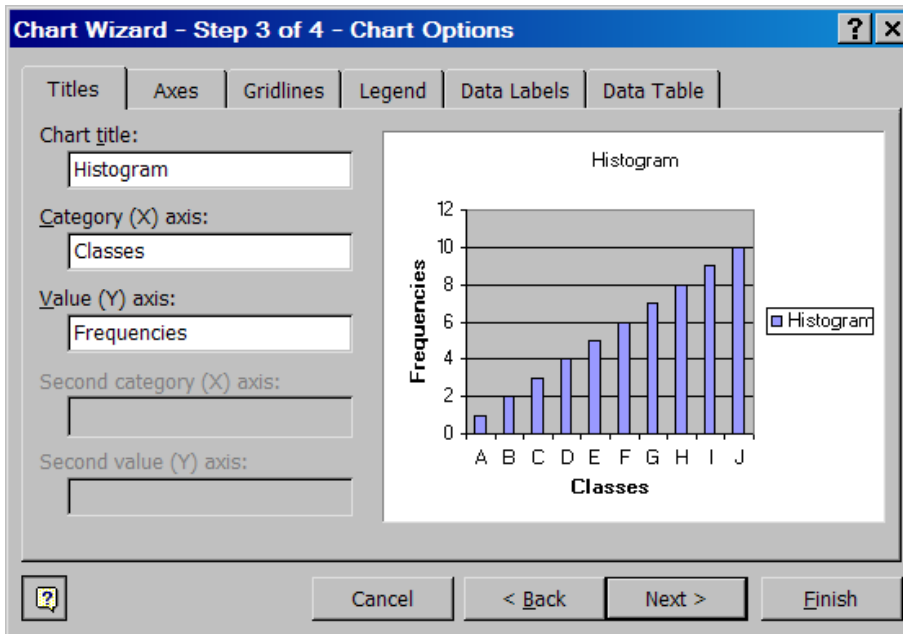 Chart Wizard - Step 3 of 4 - Chart Options
Titles Axes Gridlines Legend Data Labels Data Table
Chart title:
Histogram
Category (X) axis:
Classes
Value (Y) axis:
Frequencies
Second category (X) axis:
Second value (Y) axis:
Histogram
Frequencies
12
10
8
6
4
2
0
A B C D E F G H I J
Classes
Histogram
Cancel < Back Next > Finish